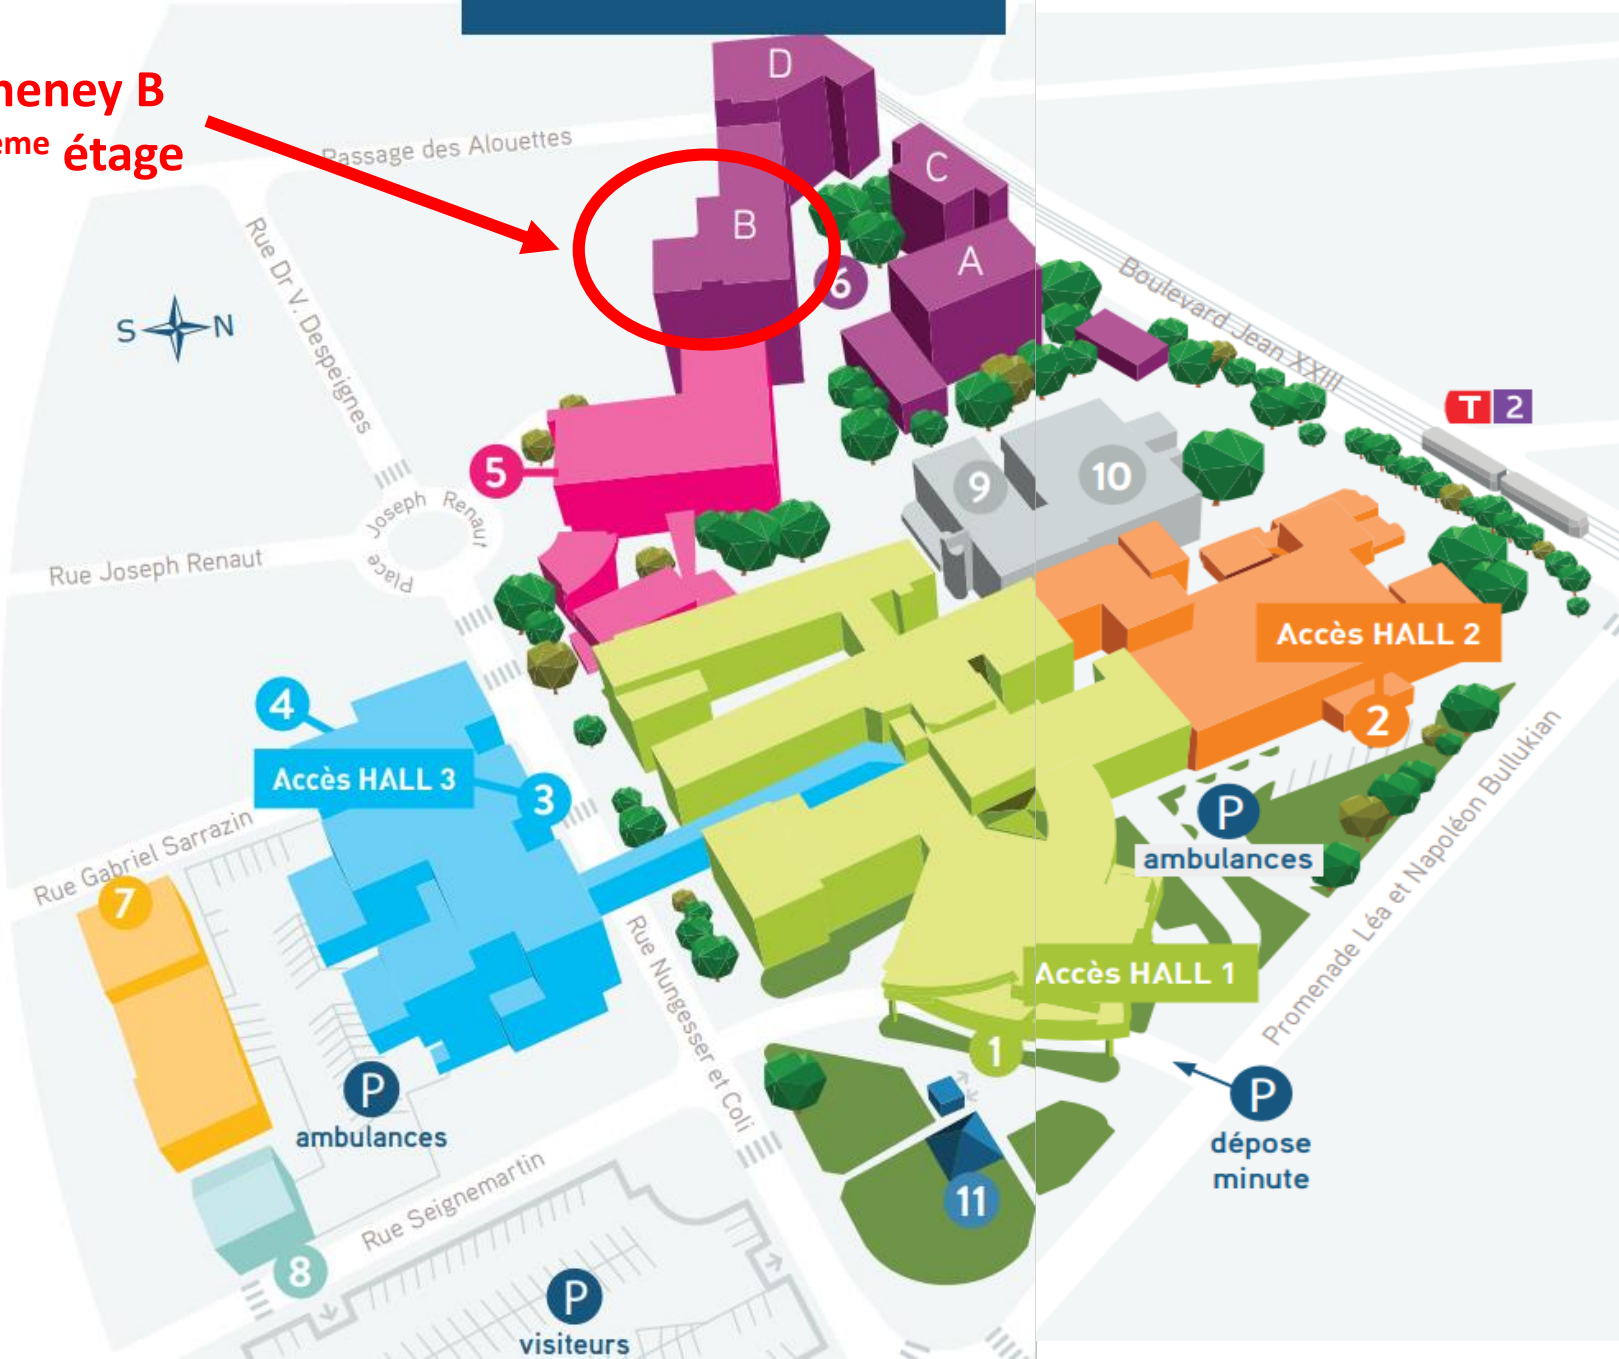 D
heney B
ème étage
Passage des Alouettes
C
B
A
6
Rue Dr V. Despeignes
Boulevard Jean XXIII
S N
T 2
5
9
10
Place Joseph Renaut
Rue Joseph Renaut
Accès HALL 2
2
4
Accès HALL 3
3
P
ambulances
Rue Gabriel Sarrazin
7
Promenade Léa et Napoléon Bullukian
Accès HALL 1
1
Rue Nungesser et Coli
P
ambulances
P
dépose
minute
Rue Seignemartin
11
8
P
visiteurs